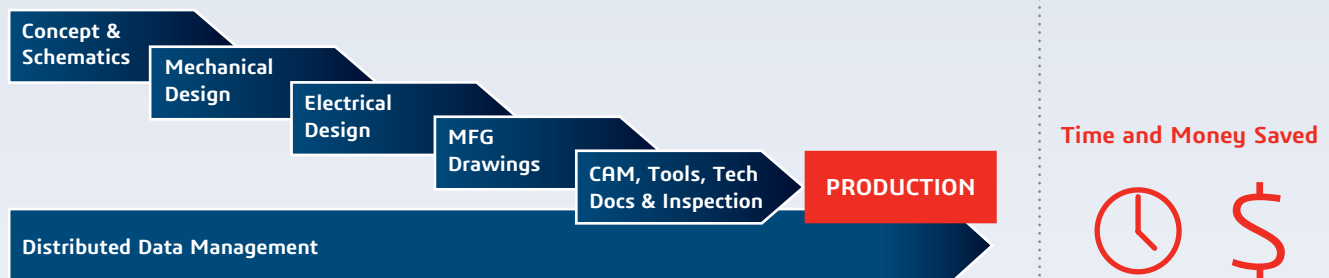 Concept &
Schematics
Mechanical
Design
Electrical
Design
MFG
Drawings
CAM, Tools, Tech
Docs & Inspection
PRODUCTION
Distributed Data Management
Time and Money Saved
$